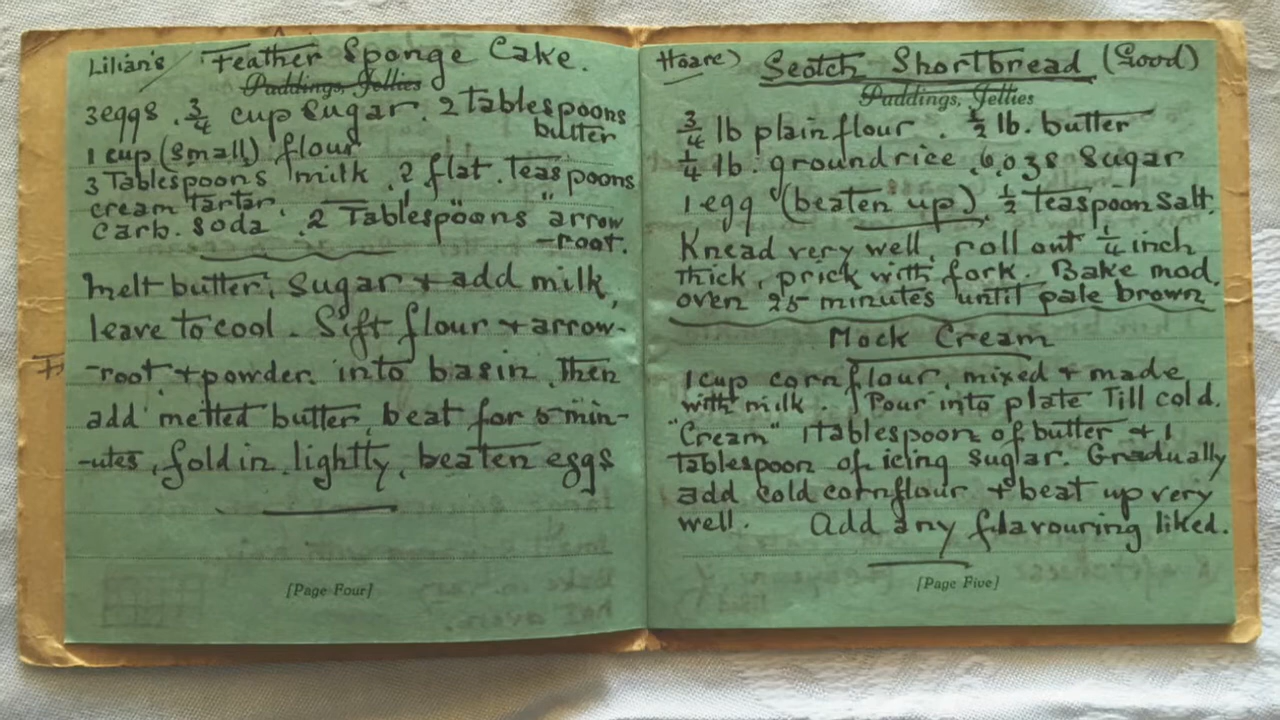 Lilian's Feather Sponge Cake.
Puddings, Jellies
3 eggs . ¾ cup sugar . 2 Tablespoons
butter
1 cup (small) flour
3 Tablespoons milk . 2 flat . Teaspoons
cream tartar. 1 " "
Carb. soda . 2 Tablespoons arrow
-root.
Melt butter, sugar + add milk,
leave to cool . Sift flour + arrow-
-root + powder into basin, then
add melted butter, beat for 5 min-
-utes, fold in lightly, beaten eggs
[Page Four]
Hoare) Scotch Shortbread (Good)
Puddings, Jellies
¾ lb plain flour . ½ lb. butter
¼ lb. ground rice . 6 ozs sugar
1 egg (beaten up). ½ teaspoon salt.
Knead very well, roll out ¼ inch
thick, prick with fork. Bake mod.
oven 25 minutes until pale brown
Mock Cream
1 cup cornflour, mixed + made
with milk . Pour into plate Till cold.
"Cream" 1 tablespoon of butter + 1
tablespoon of icing sugar. Gradually
add cold cornflour + beat up very
well. Add any flavouring liked.
[Page Five]